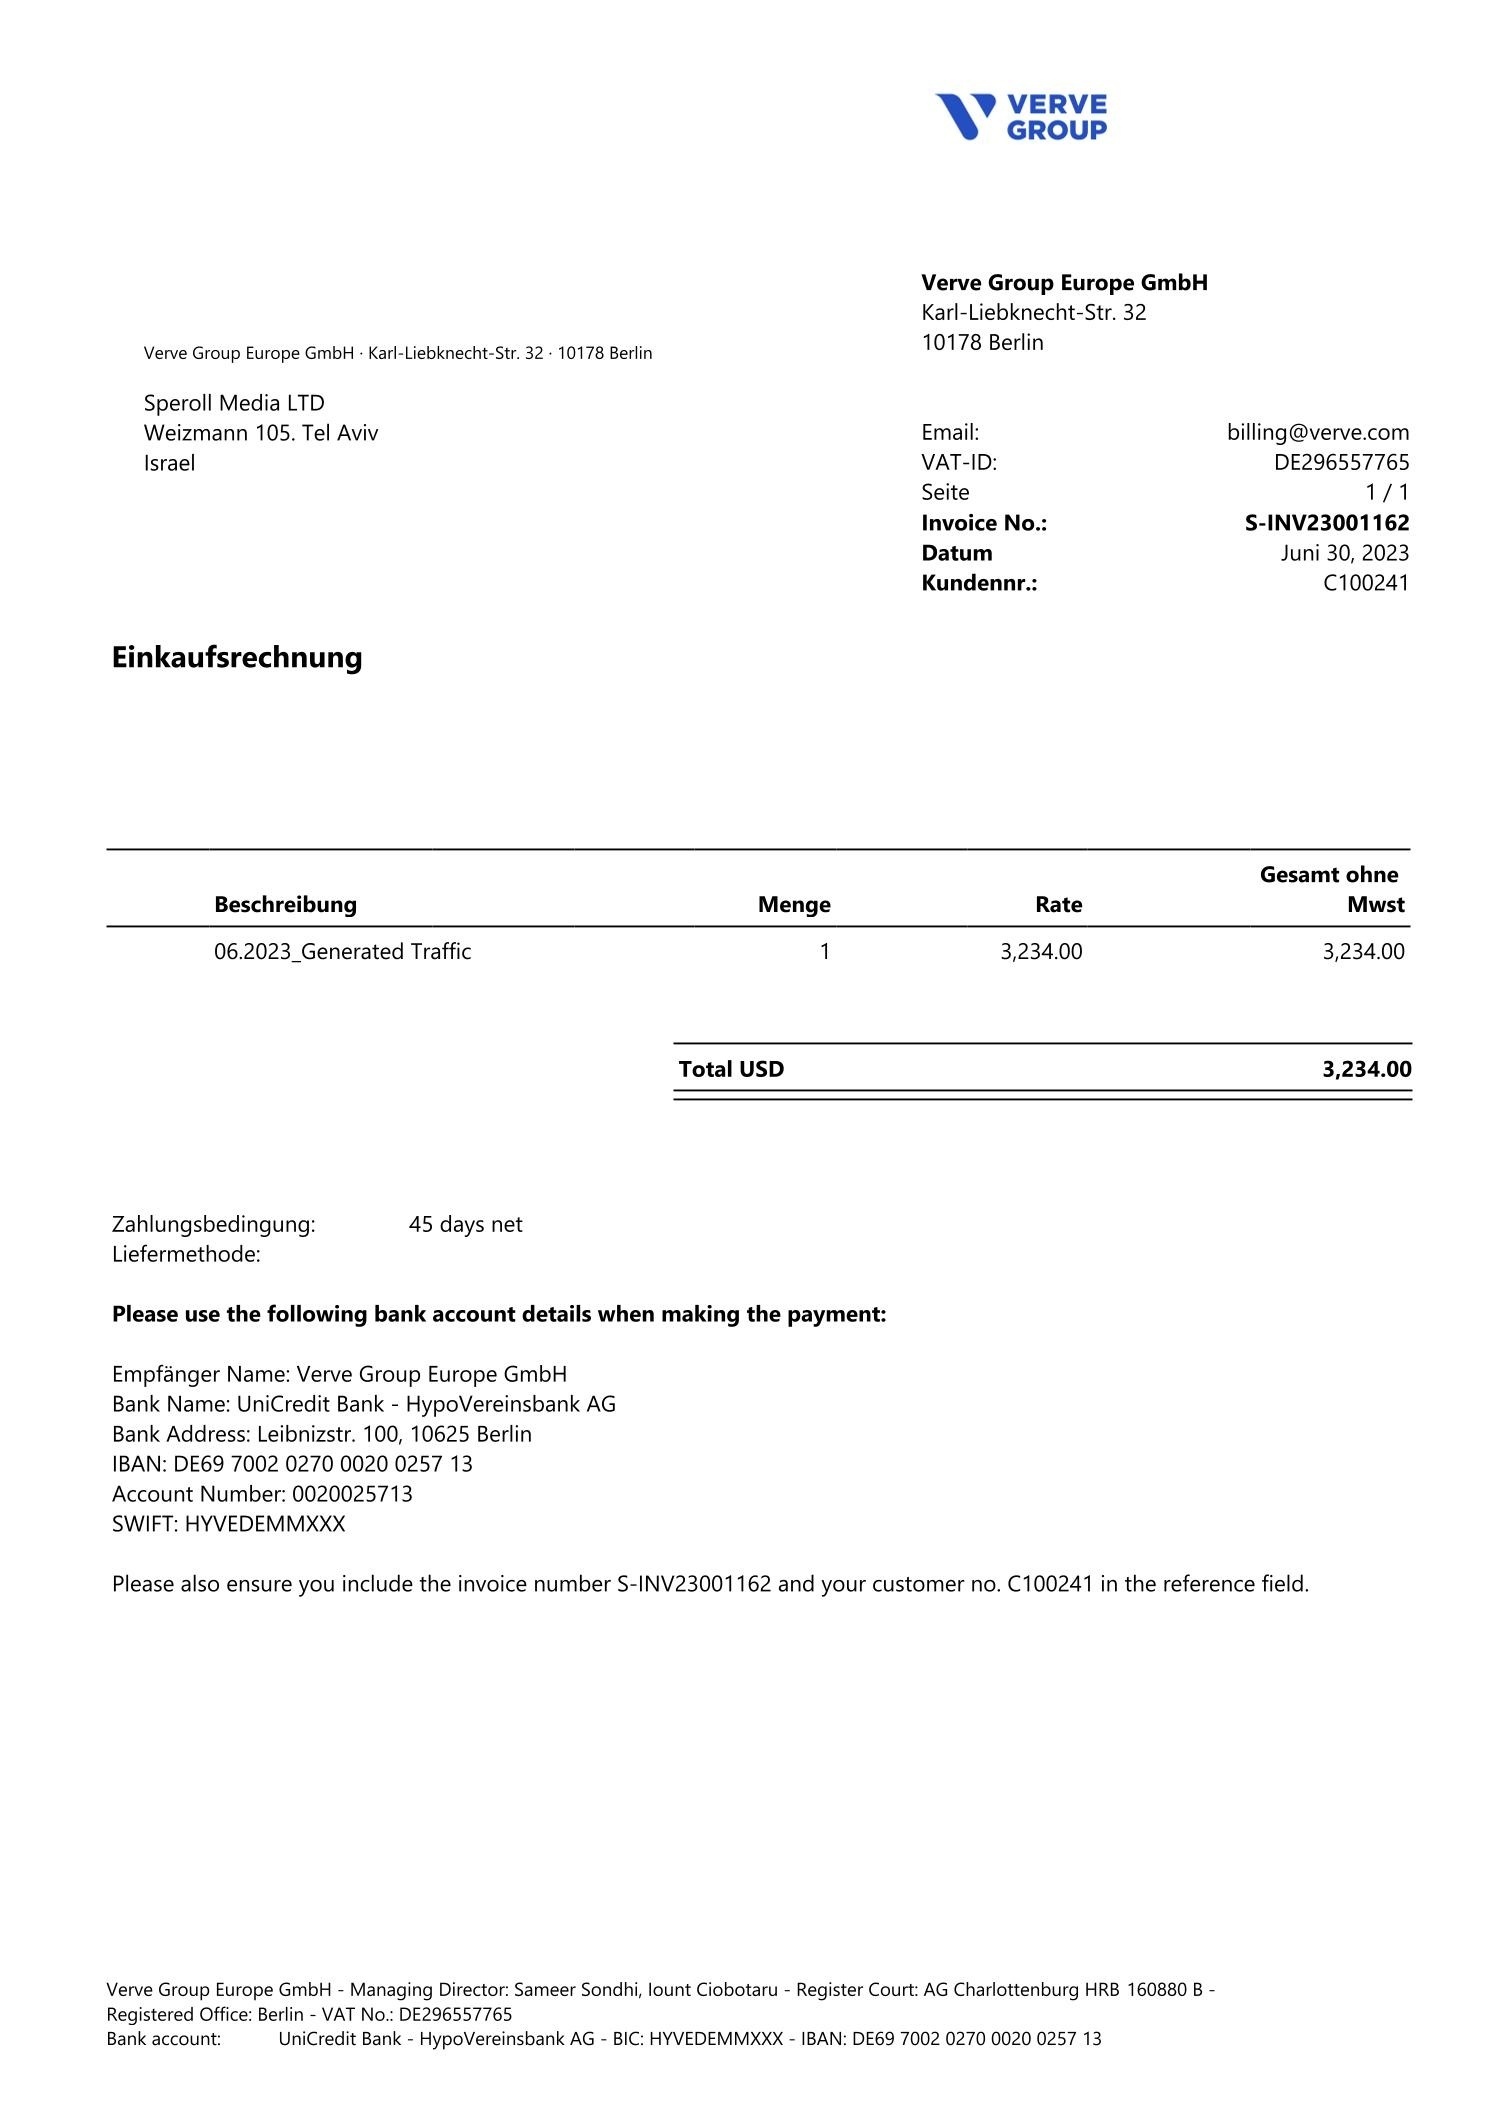 VERVE
GROUP
Verve Group Europe GmbH
Karl-Liebknecht-Str. 32
10178 Berlin
Verve Group Europe GmbH · Karl-Liebknecht-Str. 32 · 10178 Berlin
Speroll Media LTD
Weizmann 105. Tel Aviv
Israel
Email: billing@verve.com
VAT-ID: DE296557765
Seite 1 / 1
Invoice No.: S-INV23001162
Datum Juni 30, 2023
Kundennr.: C100241
Einkaufsrechnung
Gesamt ohne
Beschreibung Menge Rate Mwst
06.2023_Generated Traffic 1 3,234.00 3,234.00
Total USD 3,234.00
Zahlungsbedingung: 45 days net
Liefermethode:
Please use the following bank account details when making the payment:
Empfänger Name: Verve Group Europe GmbH
Bank Name: UniCredit Bank - HypoVereinsbank AG
Bank Address: Leibnizstr. 100, 10625 Berlin
IBAN: DE69 7002 0270 0020 0257 13
Account Number: 0020025713
SWIFT: HYVEDEMMXXX
Please also ensure you include the invoice number S-INV23001162 and your customer no. C100241 in the reference field.
Verve Group Europe GmbH - Managing Director: Sameer Sondhi, Iount Ciobotaru - Register Court: AG Charlottenburg HRB 160880 B -
Registered Office: Berlin - VAT No.: DE296557765
Bank account: UniCredit Bank - HypoVereinsbank AG - BIC: HYVEDEMMXXX - IBAN: DE69 7002 0270 0020 0257 13